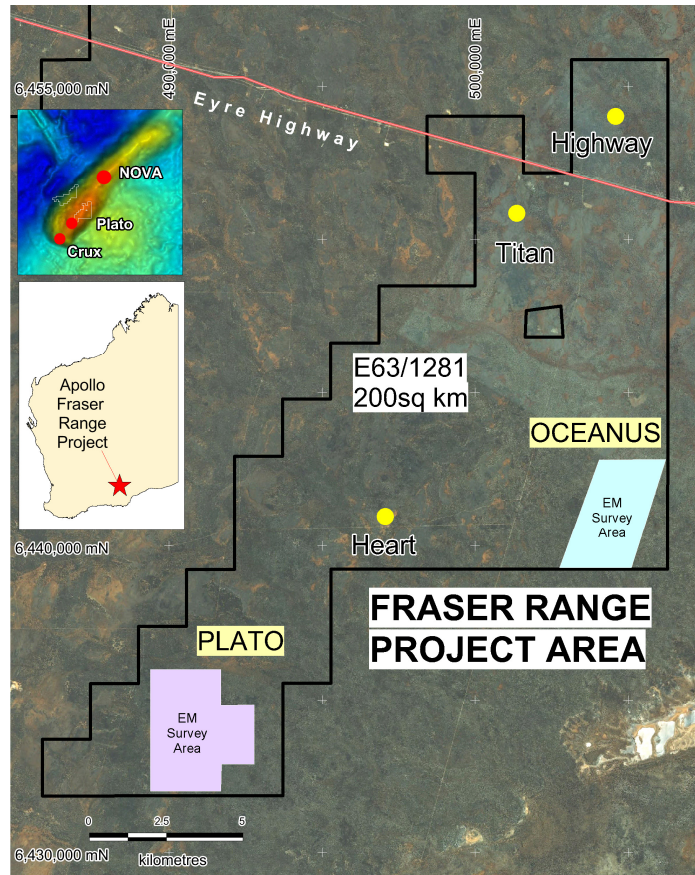 490,000 mE
500,000 mE
6,455,000 mN
Eyre Highway
Highway
NOVA
Plato
Crux
Titan
Apollo
Fraser
Range
Project
E63/1281
200sq km
OCEANUS
EM
Survey
Area
Heart
6,440,000 mN
FRASER RANGE
PROJECT AREA
PLATO
EM
Survey
Area
0 2.5 5
kilometres
6,430,000 mN